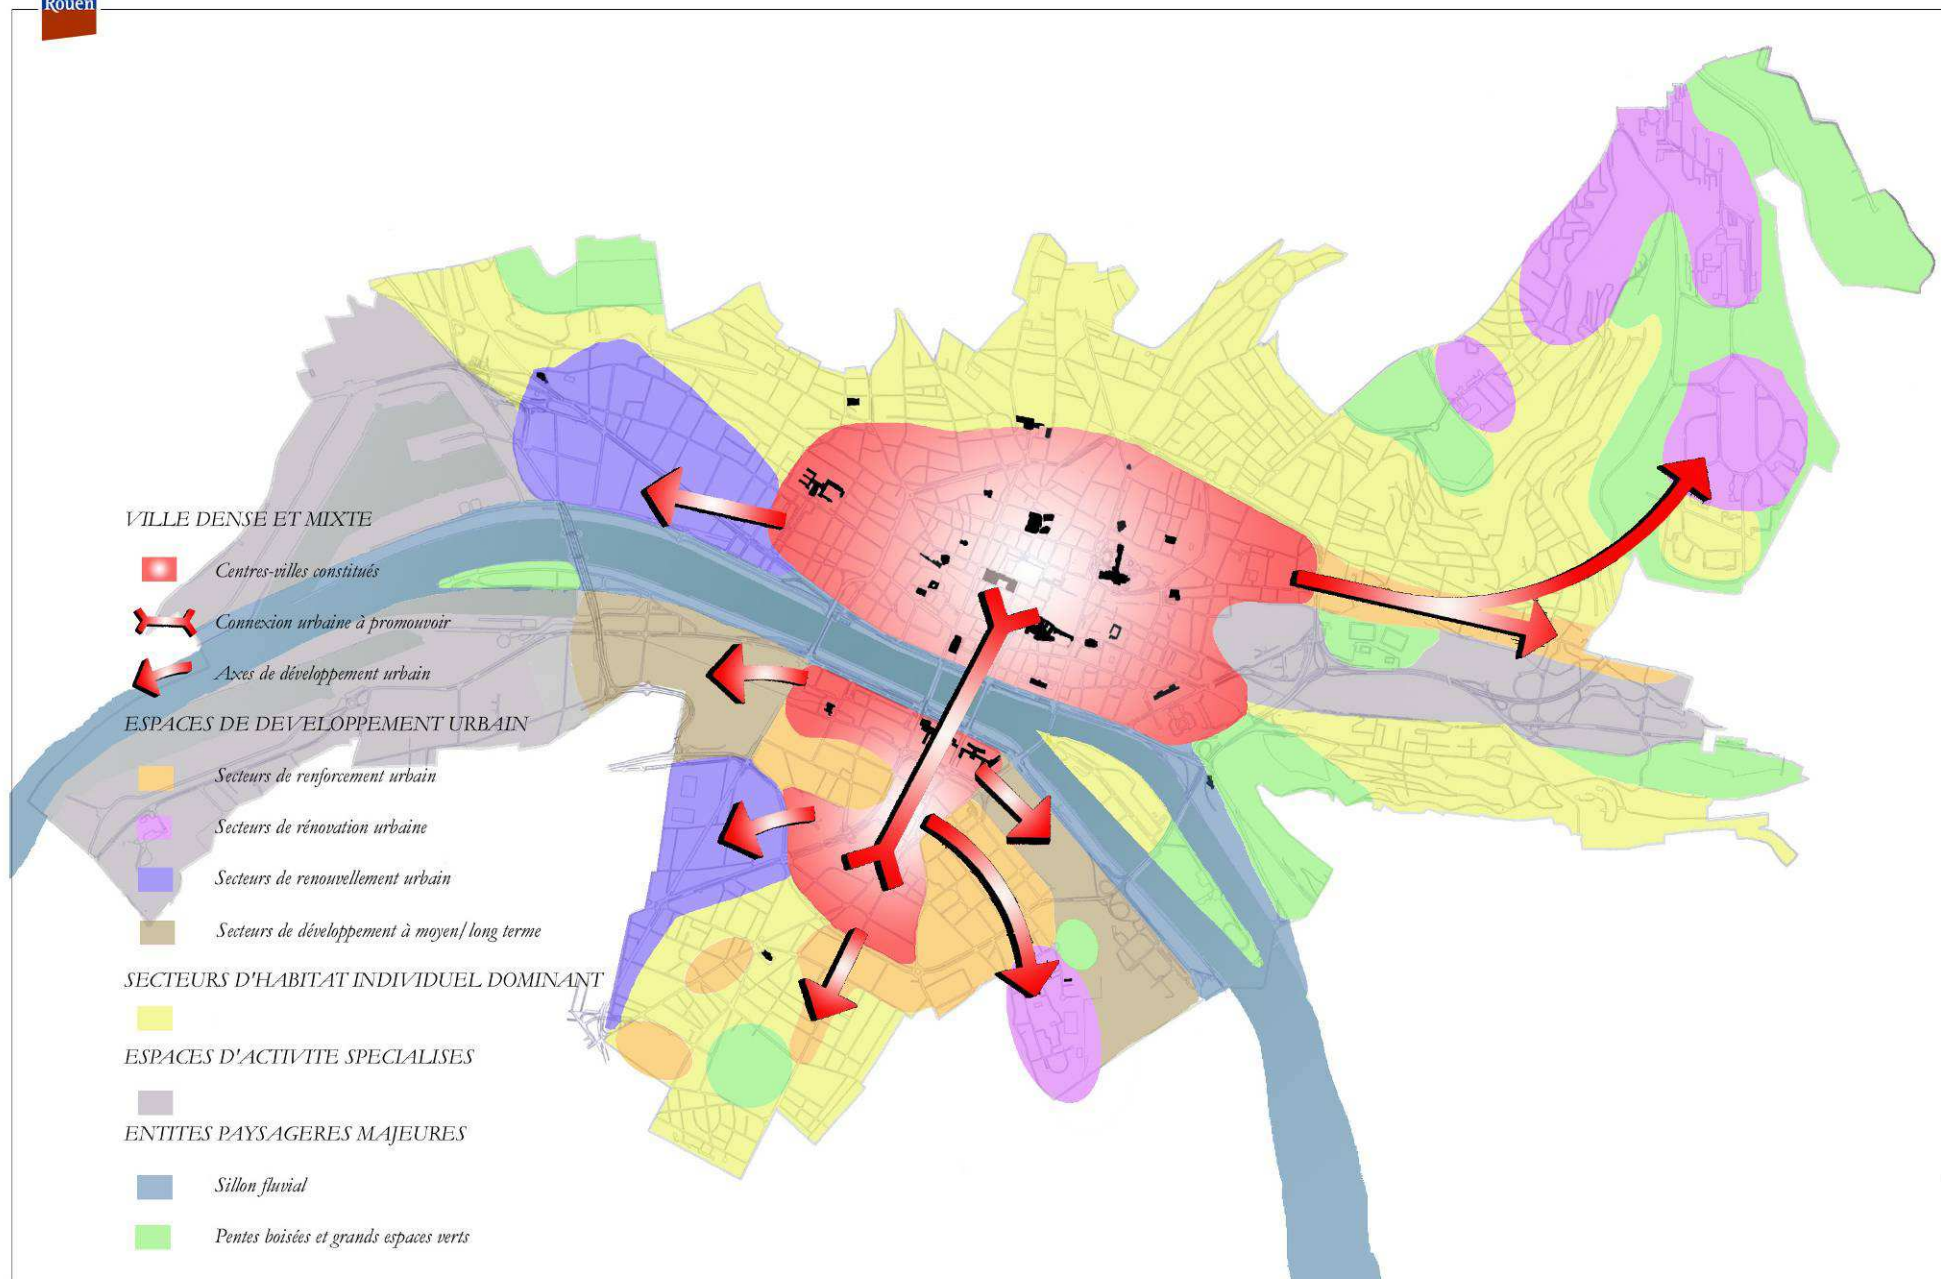 Rouen
VILLE DENSE ET MIXTE
Centres-villes constitués
Connexion urbaine à promouvoir
Axes de développement urbain
ESPACES DE DEVELOPPEMENT URBAIN
Secteurs de renforcement urbain
Secteurs de rénovation urbaine
Secteurs de renouvellement urbain
Secteurs de développement à moyen/long terme
SECTEURS D'HABITAT INDIVIDUEL DOMINANT
ESPACES D'ACTIVITE SPECIALISES
ENTITES PAYSAGERES MAJEURES
Sillon fluvial
Pentes boisées et grands espaces verts